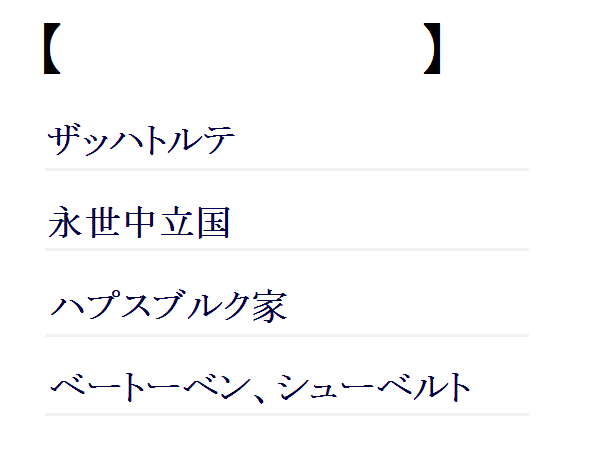 【 】
ザッハトルテ
永世中立国
ハプスブルク家
ベートーベン、シューベルト